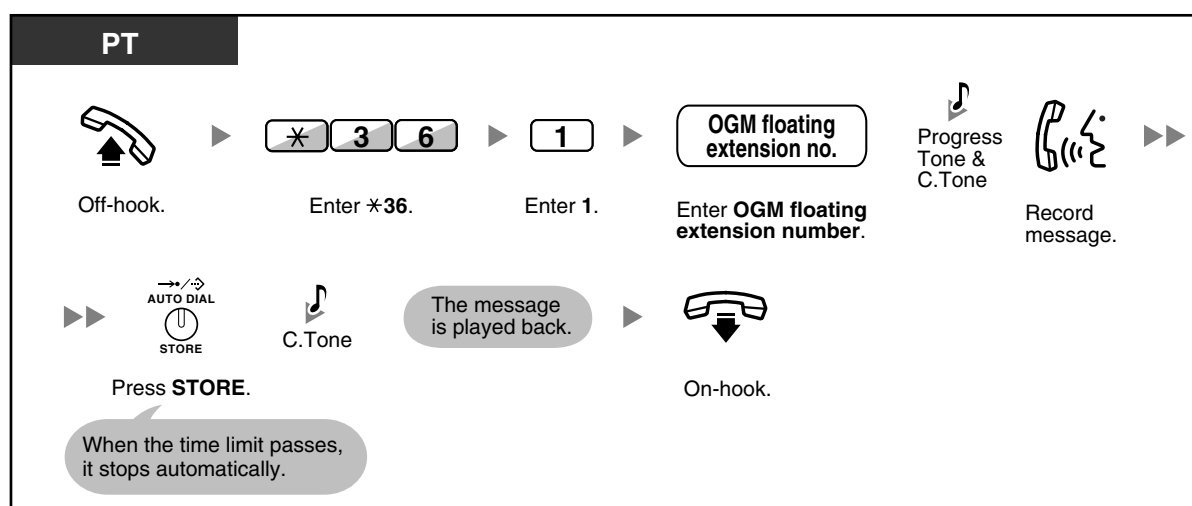 PT
✳ 3 6
1
OGM floating
extension no.
Progress
Tone &
C.Tone
Off-hook.
Enter ✳36.
Enter 1.
Enter OGM floating
extension number.
Record
message.
AUTO DIAL
STORE
C.Tone
The message
is played back.
Press STORE.
On-hook.
When the time limit passes,
it stops automatically.